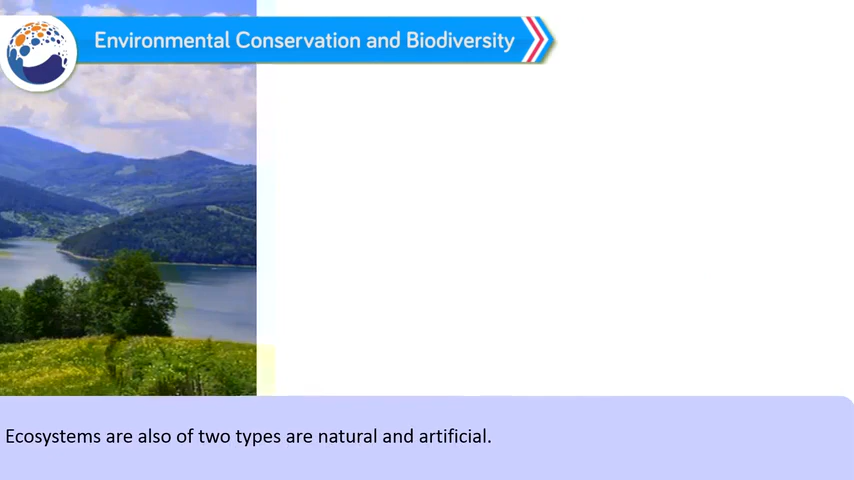 Environmental Conservation and Biodiversity
Ecosystems are also of two types are natural and artificial.